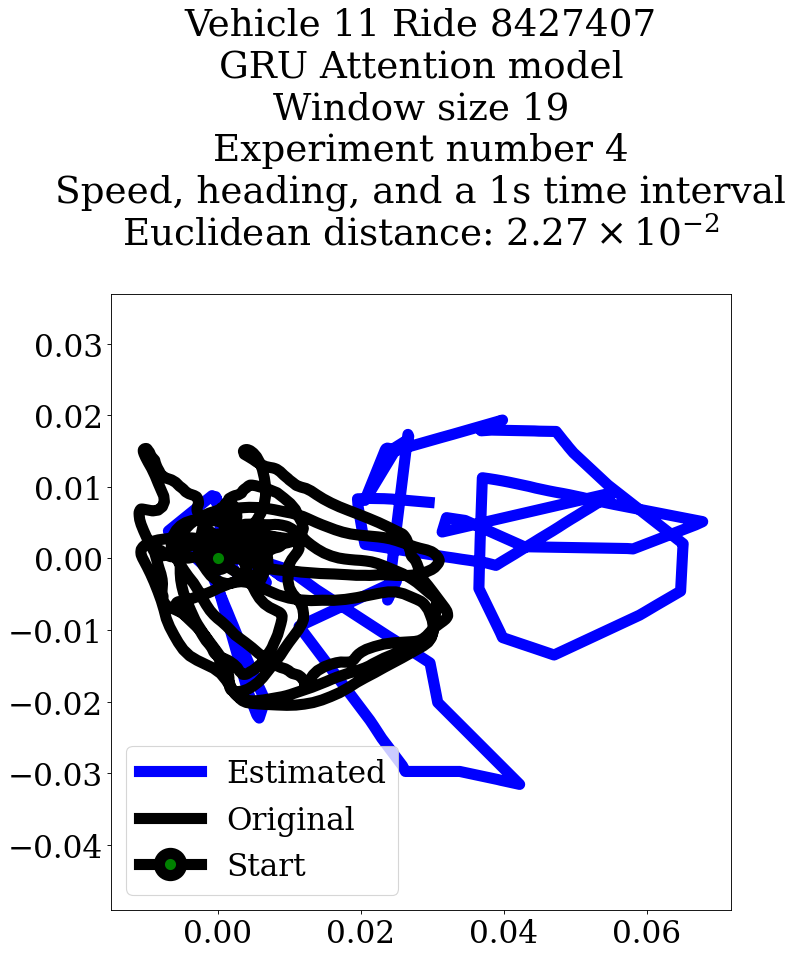 Vehicle 11 Ride 8427407
GRU Attention model
Window size 19
Experiment number 4
Speed, heading, and a 1s time interval
Euclidean distance: 2.27 × 10⁻²
0.03
0.02
0.01
0.00
−0.01
−0.02
−0.03
−0.04
Estimated
Original
Start
0.00 0.02 0.04 0.06